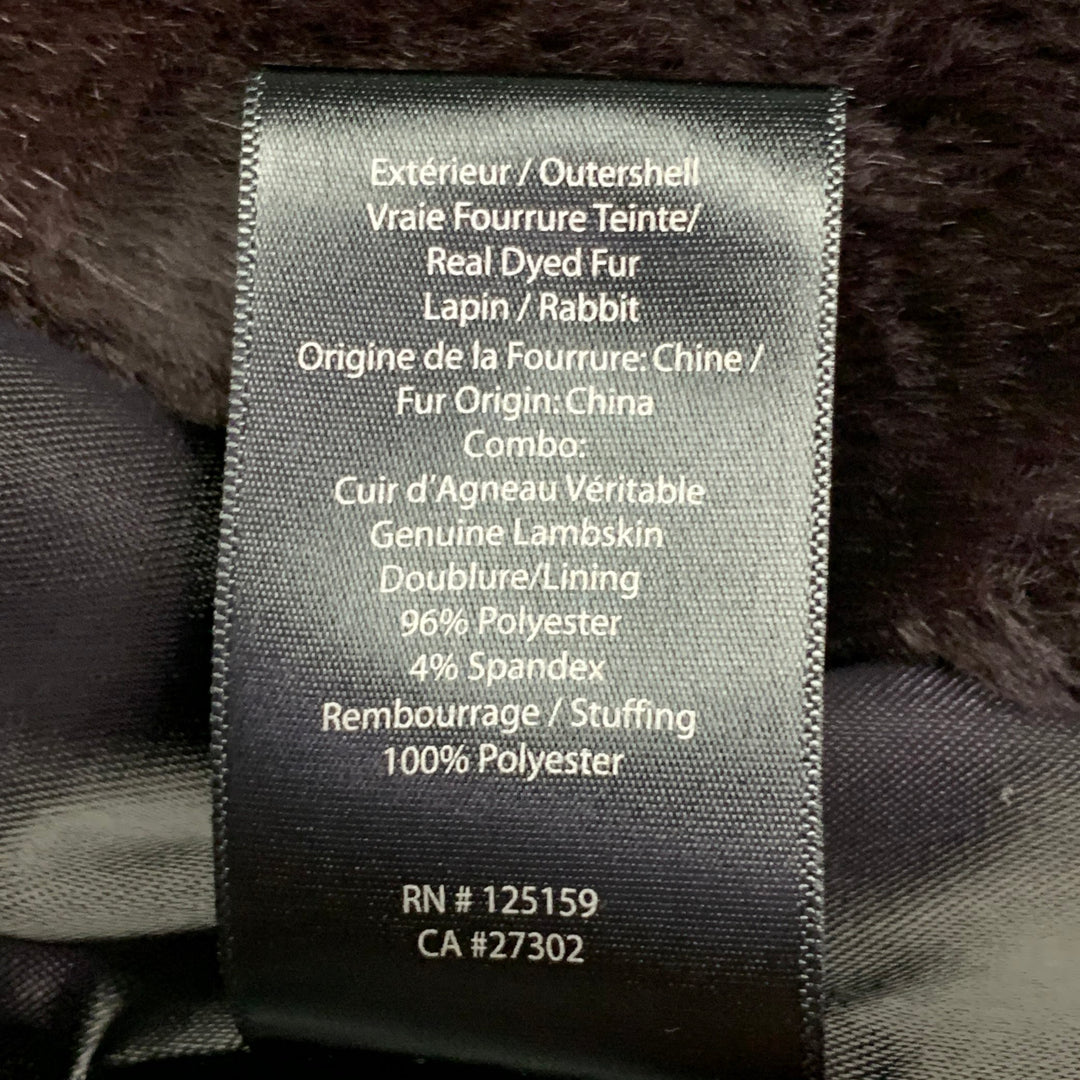 Extérieur / Outershell
Vraie Fourrure Teinte/
Real Dyed Fur
Lapin / Rabbit
Origine de la Fourrure: Chine /
Fur Origin: China
Combo:
Cuir d'Agneau Véritable
Genuine Lambskin
Doublure/Lining
96% Polyester
4% Spandex
Rembourrage / Stuffing
100% Polyester
RN # 125159
CA #27302